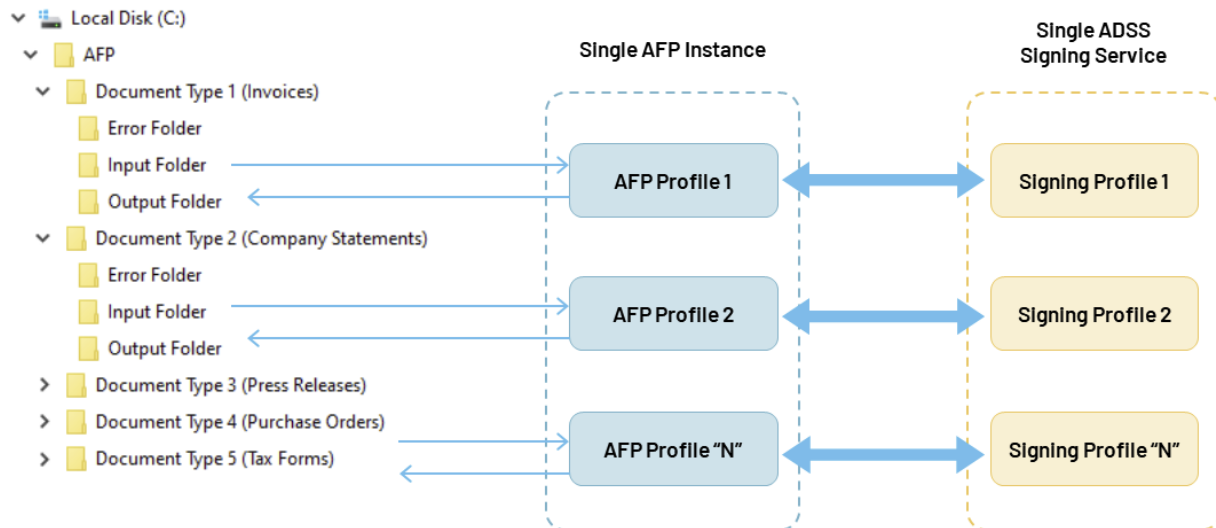 Local Disk (C:)
AFP
Document Type 1 (Invoices)
Error Folder
Input Folder
Output Folder
Document Type 2 (Company Statements)
Error Folder
Input Folder
Output Folder
Document Type 3 (Press Releases)
Document Type 4 (Purchase Orders)
Document Type 5 (Tax Forms)
Single AFP Instance
AFP Profile 1
AFP Profile 2
AFP Profile “N”
Single ADSS
Signing Service
Signing Profile 1
Signing Profile 2
Signing Profile “N”